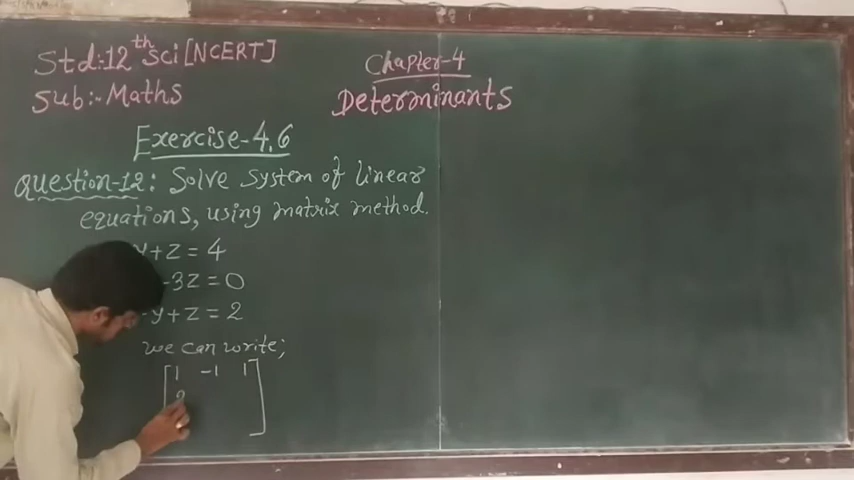 Std:12th Sci [NCERT]
Sub:- Maths
Chapter-4
Determinants
Exercise-4.6
Question-12: Solve system of linear
equations, using matrix method.
y+z = 4
-3z = 0
y+z = 2
we can write;
1 -1 1
2